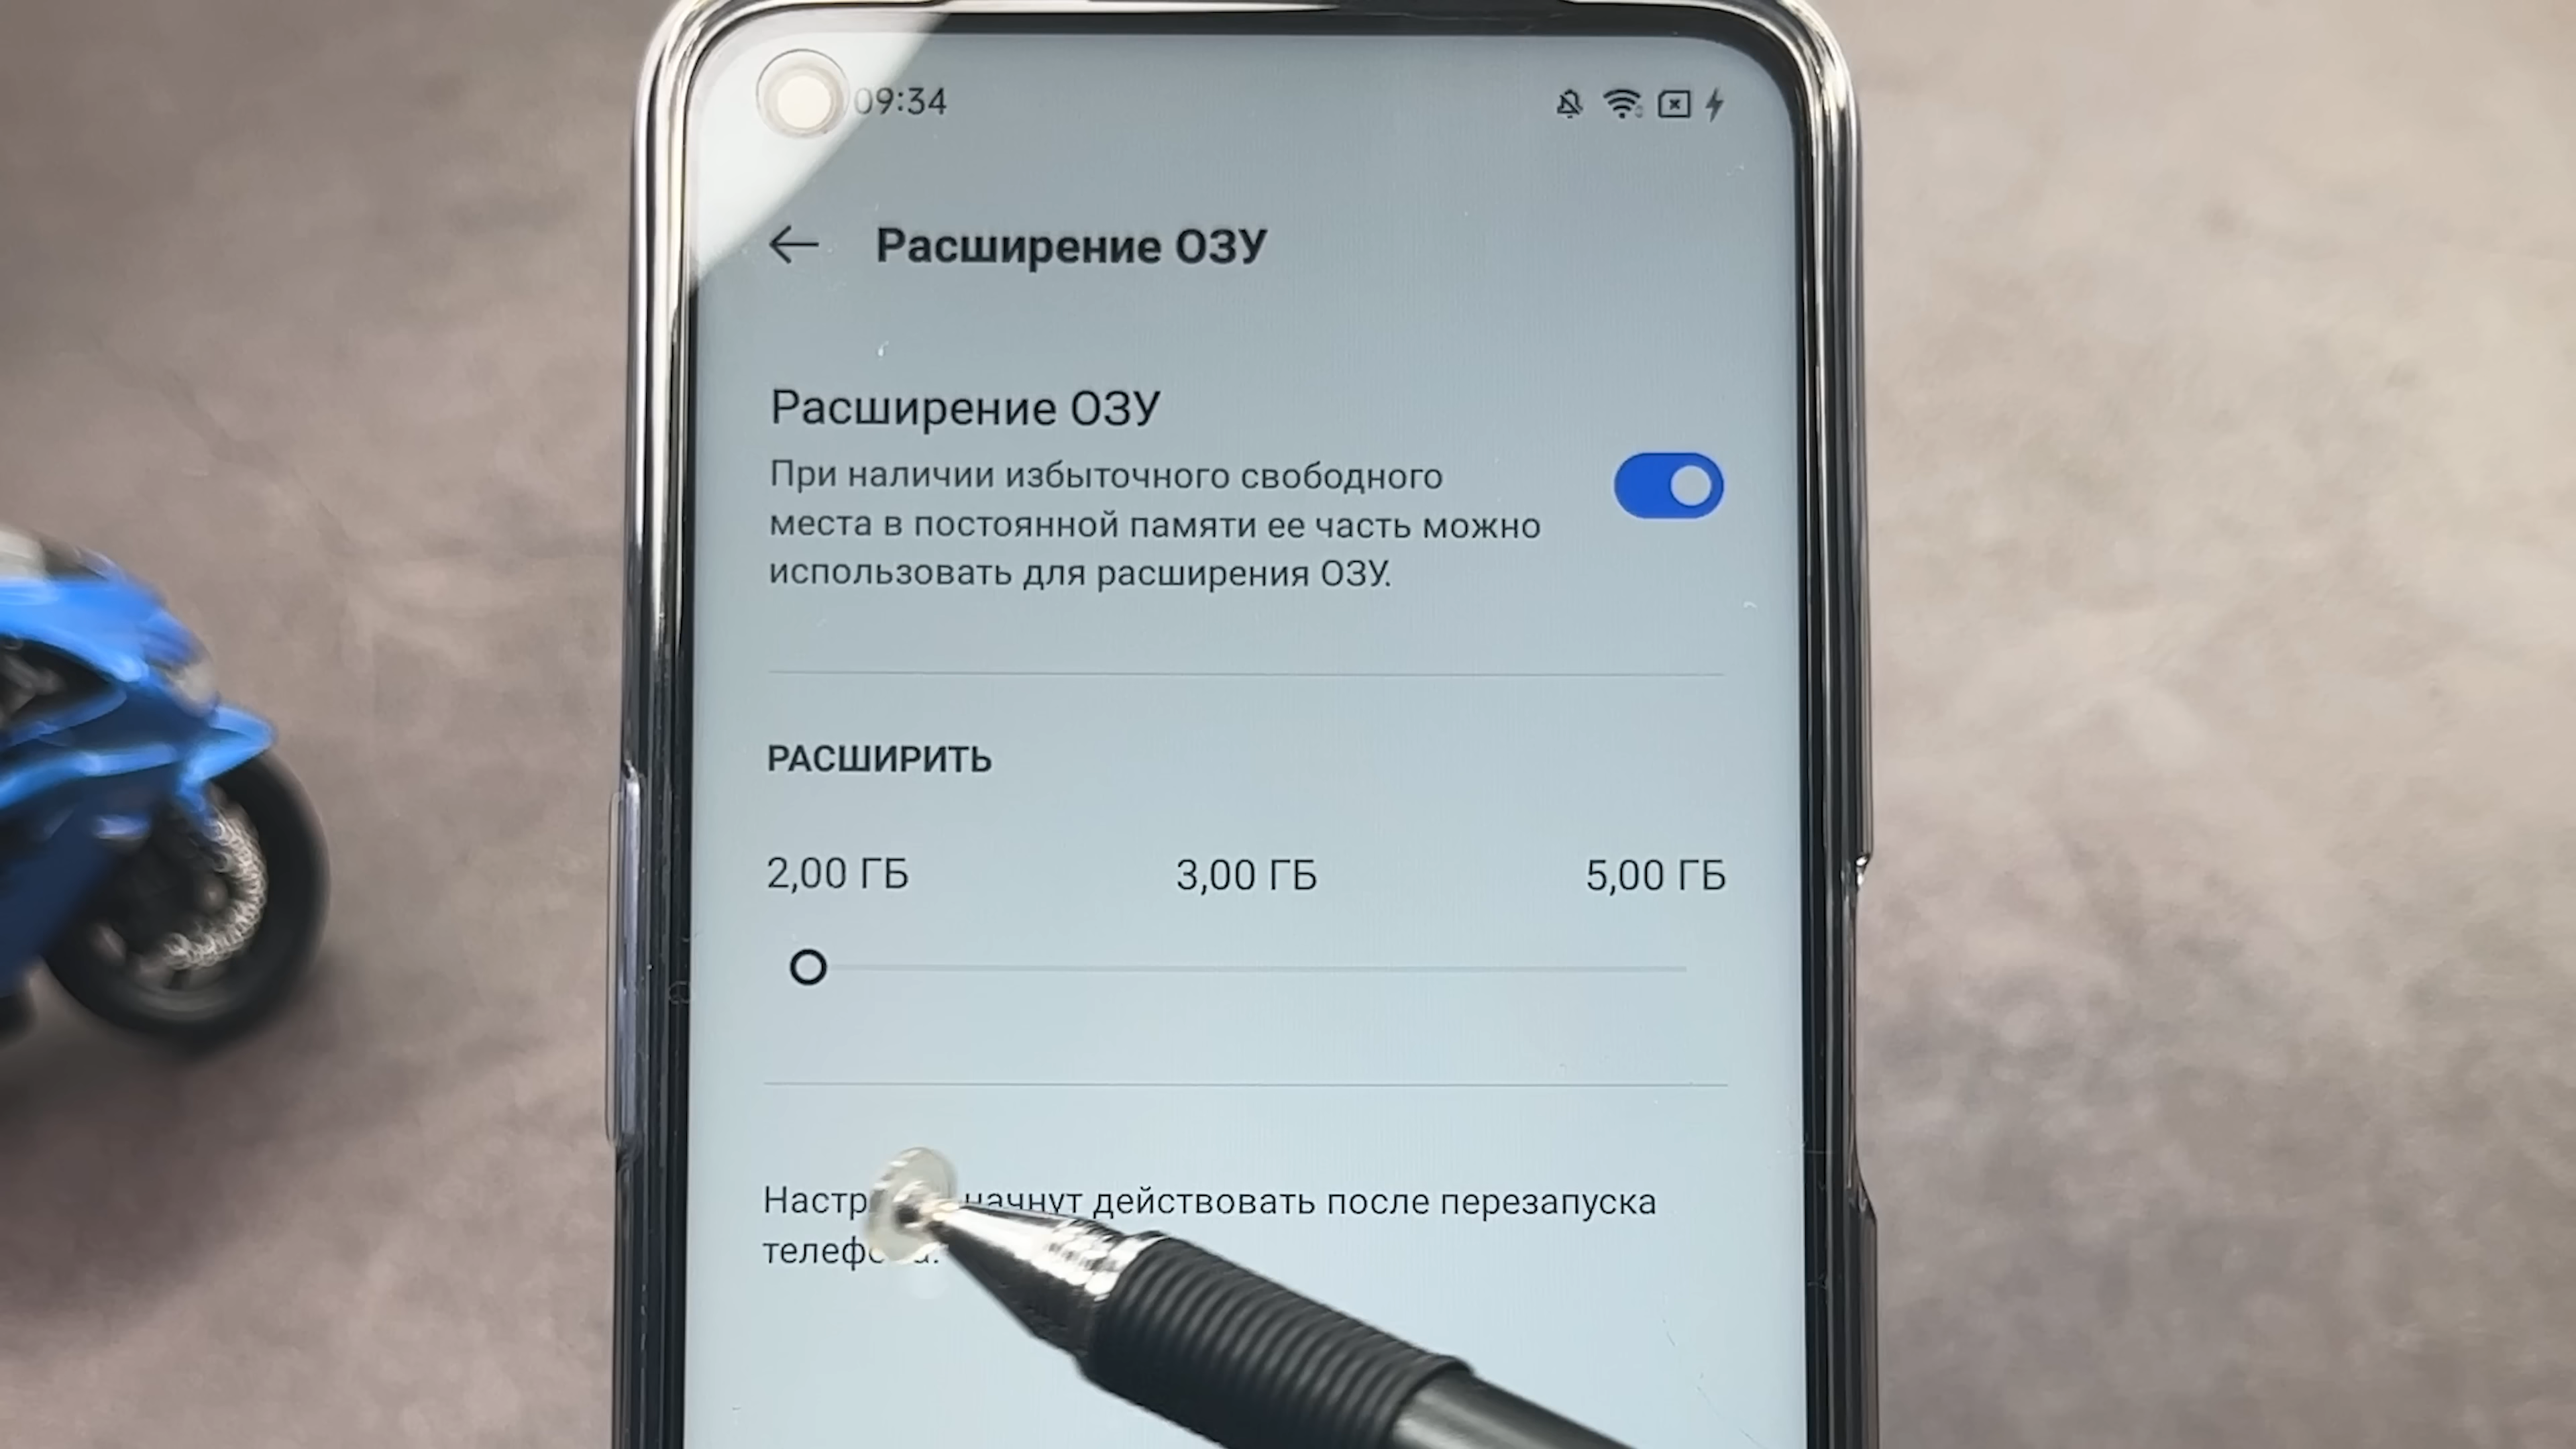 09:34
Расширение ОЗУ
Расширение ОЗУ
При наличии избыточного свободного
места в постоянной памяти ее часть можно
использовать для расширения ОЗУ.
РАСШИРИТЬ
2,00 ГБ 3,00 ГБ 5,00 ГБ
начнут действовать после перезапуска